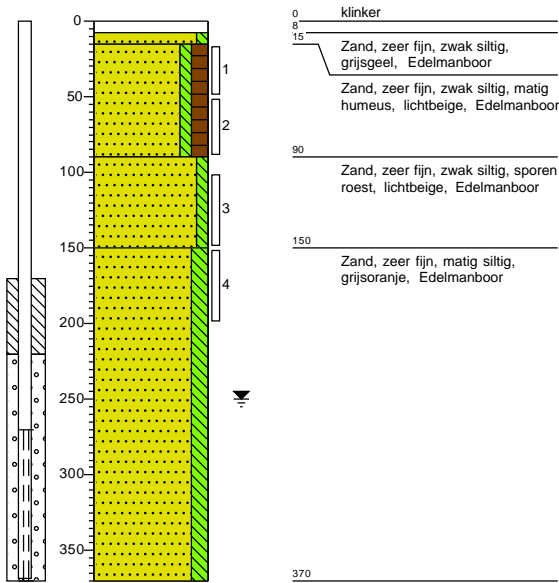 0
50
100
150
200
250
300
350
1
2
3
4
0 klinker
8
15
Zand, zeer fijn, zwak siltig,
grijsgeel, Edelmanboor
Zand, zeer fijn, zwak siltig, matig
humeus, lichtbeige, Edelmanboor
90
Zand, zeer fijn, zwak siltig, sporen
roest, lichtbeige, Edelmanboor
150
Zand, zeer fijn, matig siltig,
grijsoranje, Edelmanboor
370